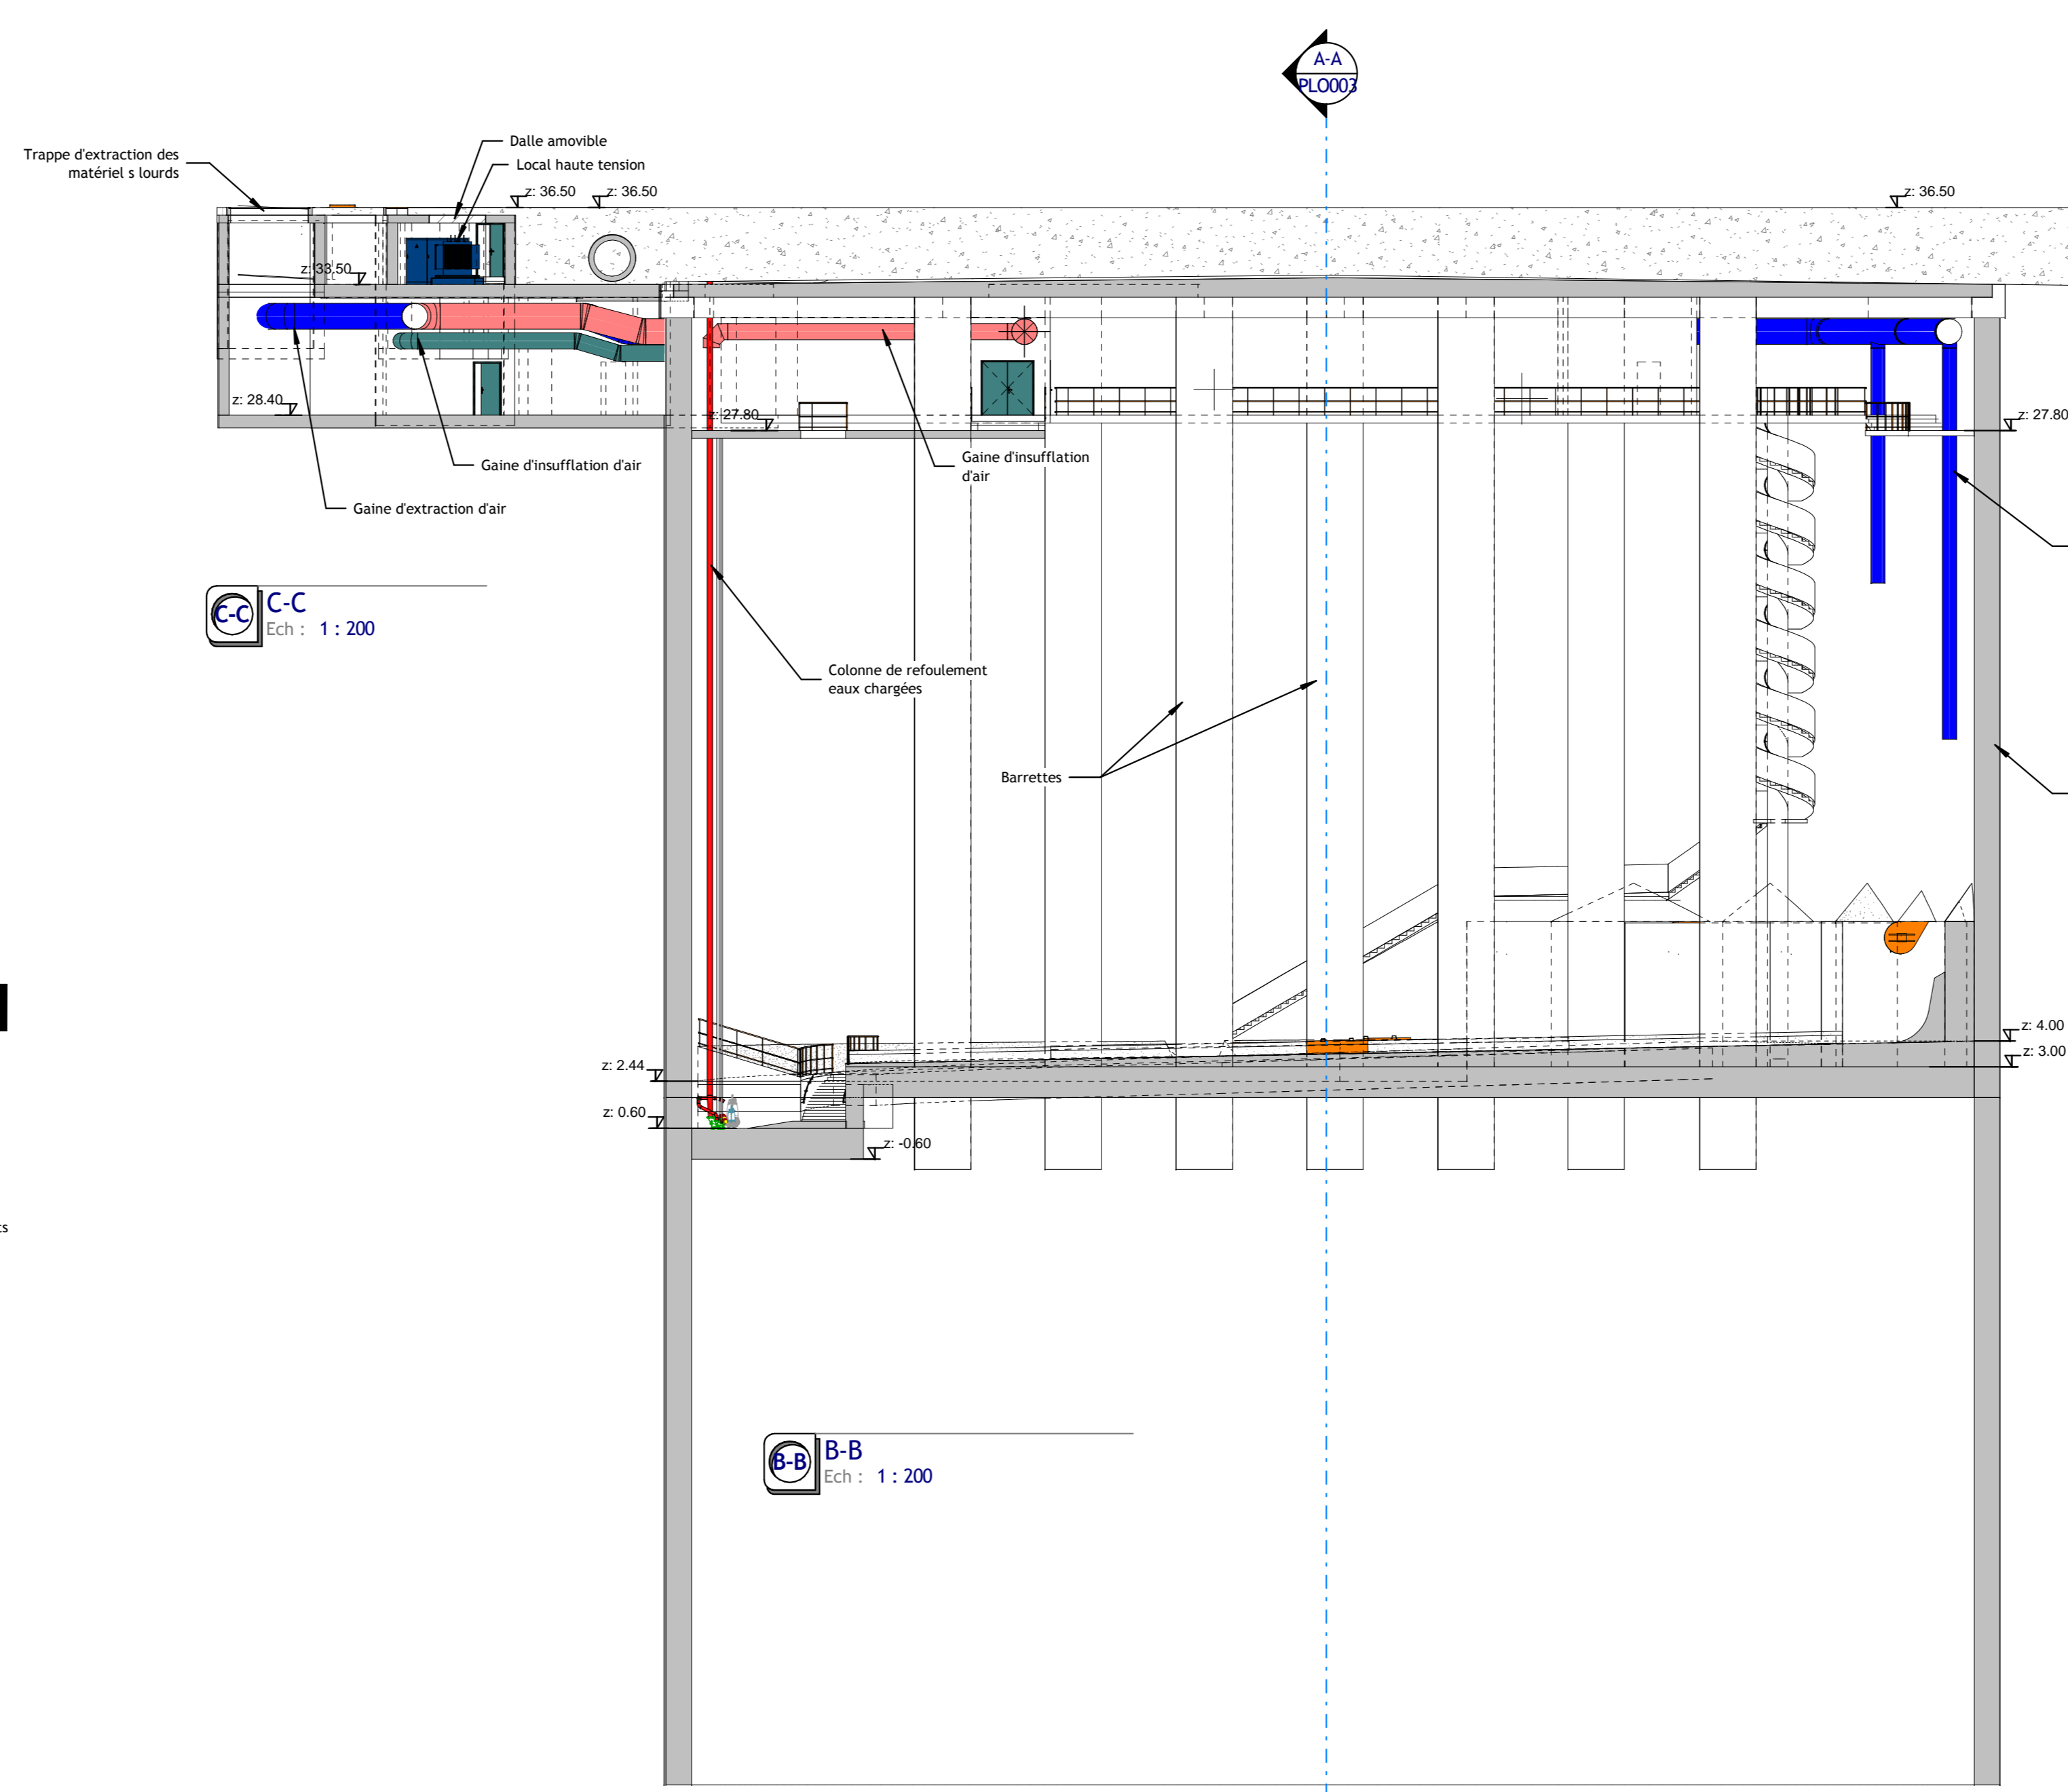 A-A
PLO003
Dalle amovible
Trappe d'extraction des
matériel s lourds
Local haute tension
z: 36.50
z: 36.50
z: 36.50
z: 33.50
z: 28.40
z: 27.80
z: 27.80
Gaine d'insufflation d'air
Gaine d'insufflation
d'air
Gaine d'extraction d'air
C-C
C-C
Ech : 1 : 200
Colonne de refoulement
eaux chargées
Barrettes
z: 4.00
z: 3.00
z: 2.44
z: 0.60
z: -0.60
B-B
B-B
Ech : 1 : 200